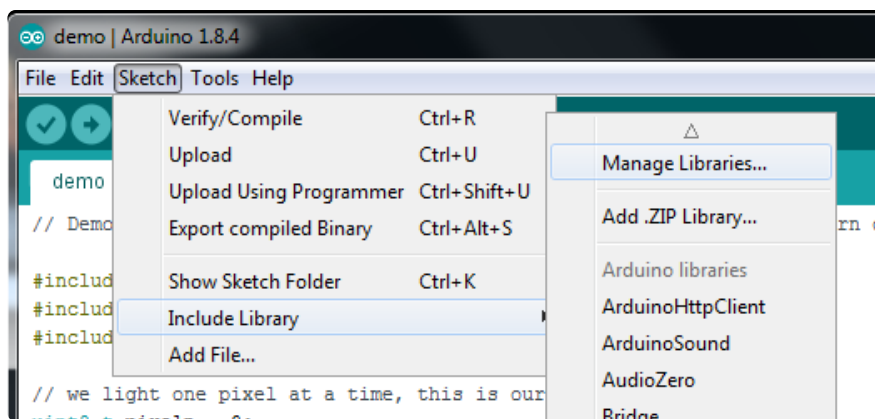 demo | Arduino 1.8.4
File Edit Sketch Tools Help
Verify/Compile Ctrl+R
Upload Ctrl+U
Upload Using Programmer Ctrl+Shift+U
Export compiled Binary Ctrl+Alt+S
Show Sketch Folder Ctrl+K
Include Library
Add File...
Manage Libraries...
Add .ZIP Library...
Arduino libraries
ArduinoHttpClient
ArduinoSound
AudioZero
Bridge
demo
// Demo
#includ
#includ
#includ
// we light one pixel at a time, this is our